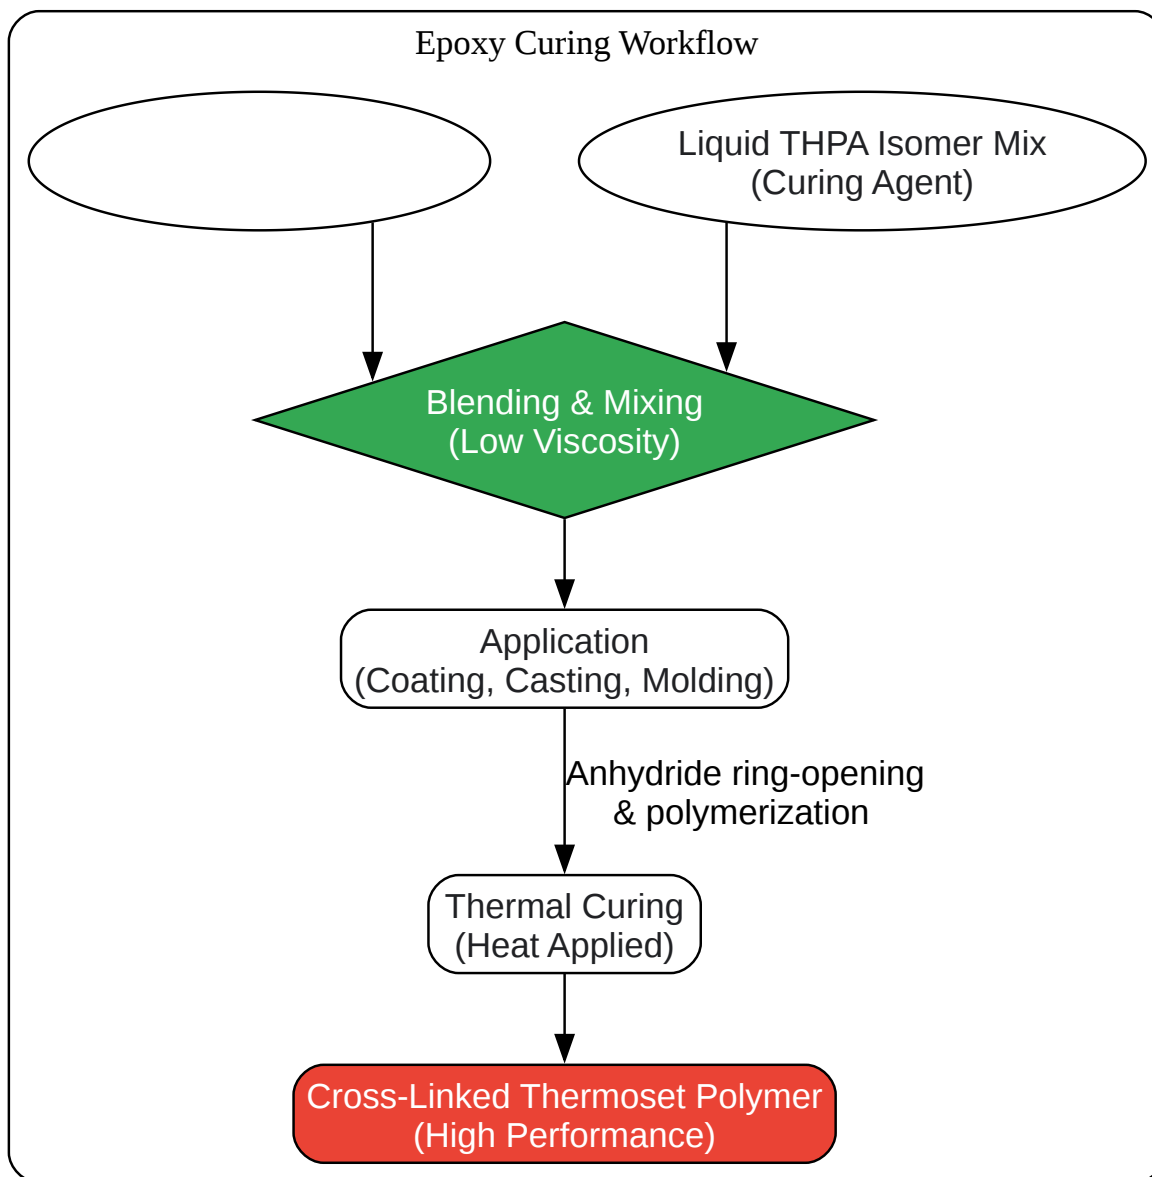 Epoxy Curing Workflow
Liquid THPA Isomer Mix
(Curing Agent)
Blending & Mixing
(Low Viscosity)
Application
(Coating, Casting, Molding)
Anhydride ring-opening
& polymerization
Thermal Curing
(Heat Applied)
Cross-Linked Thermoset Polymer
(High Performance)